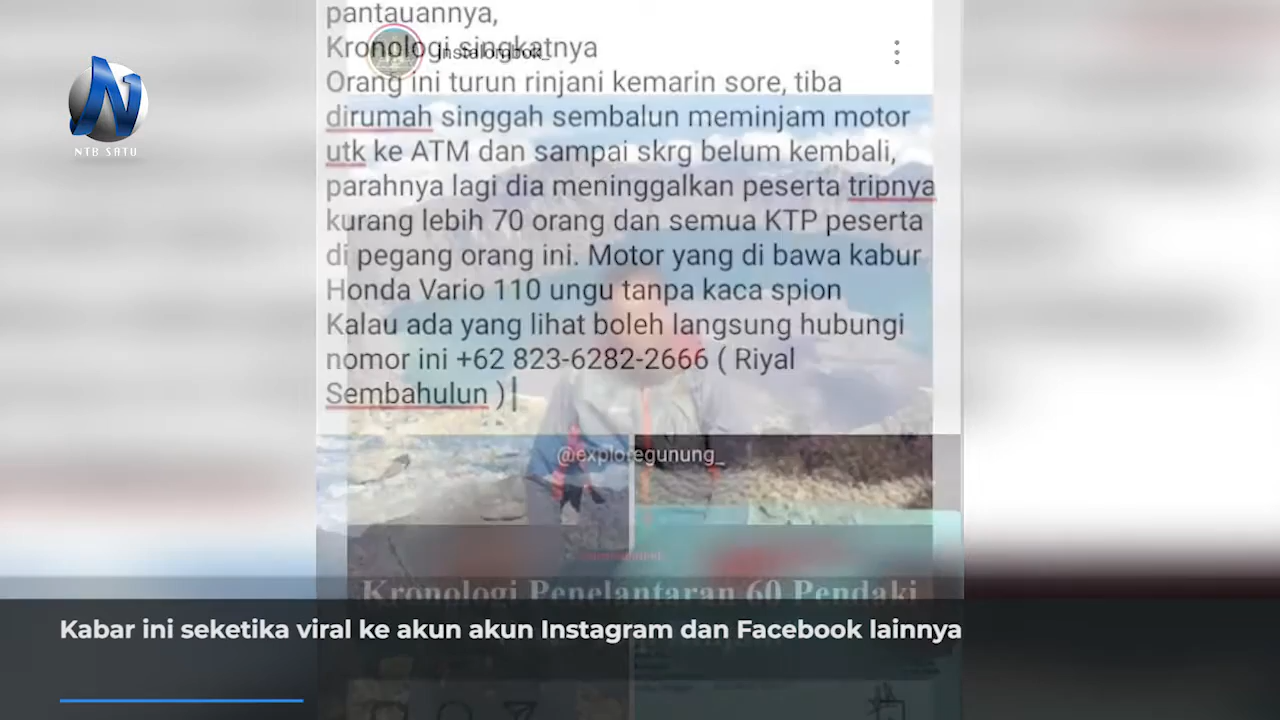 pantauannya,
Kronologi singkatnya
instalombok_
Orang ini turun rinjani kemarin sore, tiba
dirumah singgah sembalun meminjam motor
utk ke ATM dan sampai skrg belum kembali,
parahnya lagi dia meninggalkan peserta tripnya
kurang lebih 70 orang dan semua KTP peserta
di pegang orang ini. Motor yang di bawa kabur
Honda Vario 110 ungu tanpa kaca spion
Kalau ada yang lihat boleh langsung hubungi
nomor ini +62 823-6282-2666 ( Riyal
Sembahulun )
NTB SATU
@exploregunung_
Kronologi Penelantaran 60 Pendaki
Kabar ini seketika viral ke akun akun Instagram dan Facebook lainnya